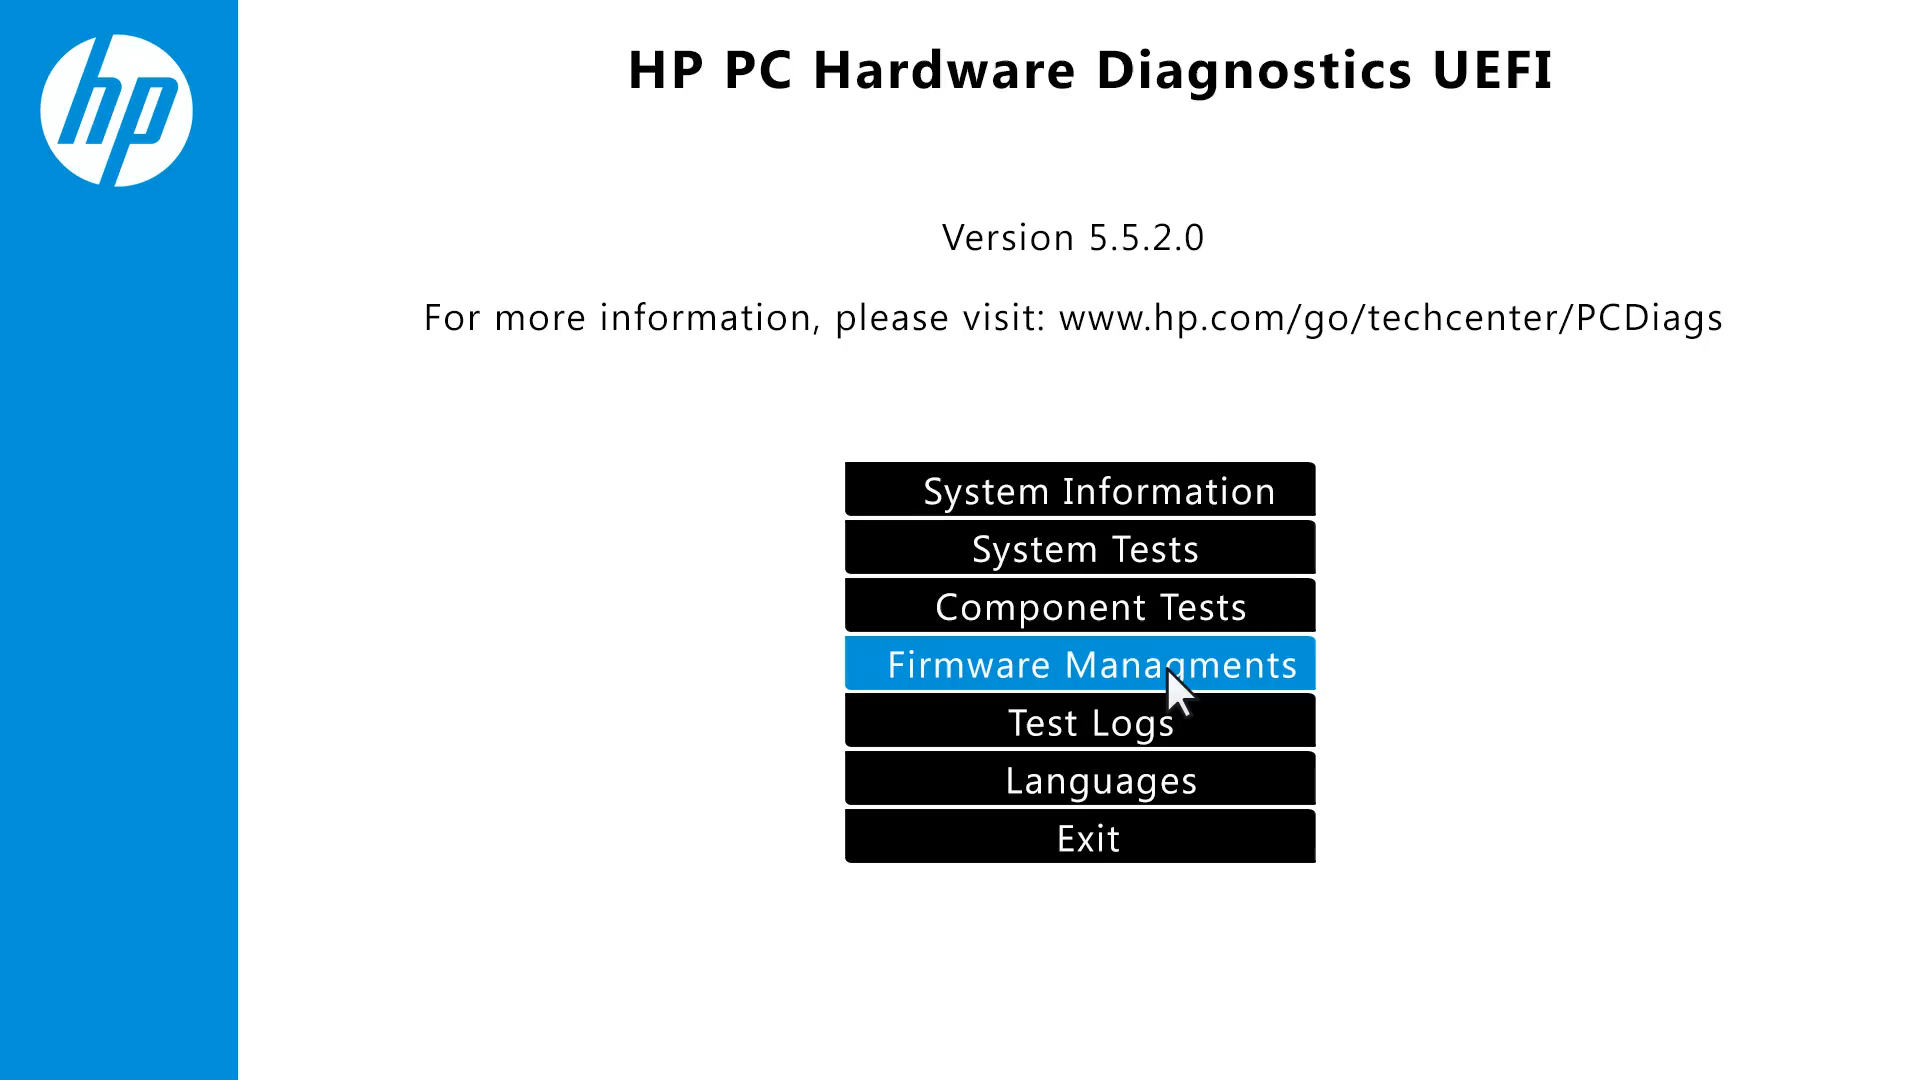 hp
HP PC Hardware Diagnostics UEFI
Version 5.5.2.0
For more information, please visit: www.hp.com/go/techcenter/PCDiags
System Information
System Tests
Component Tests
Firmware Managments
Test Logs
Languages
Exit